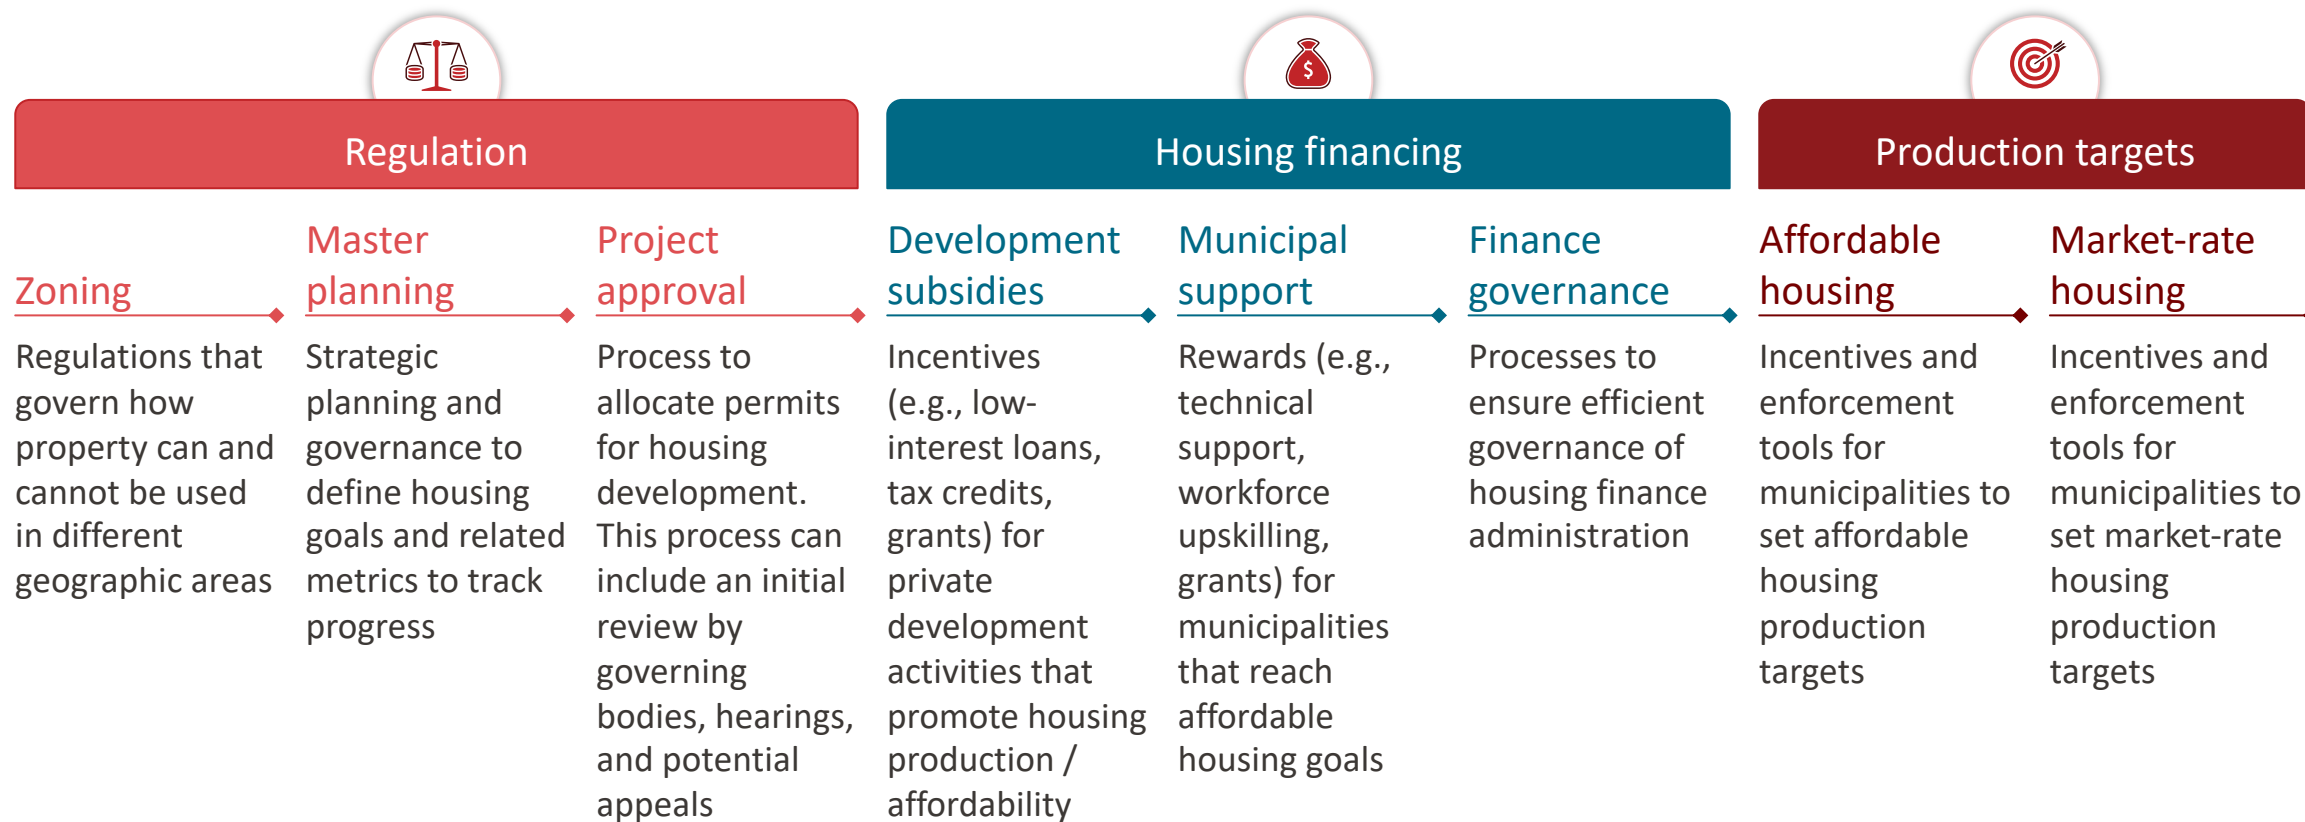 $
Regulation
Housing financing
Production targets
Zoning
Regulations that
govern how
property can and
cannot be used
in different
geographic areas
Master
planning
Strategic
planning and
governance to
define housing
goals and related
metrics to track
progress
Project
approval
Process to
allocate permits
for housing
development.
This process can
include an initial
review by
governing
bodies, hearings,
and potential
appeals
Development
subsidies
Incentives
(e.g., low-
interest loans,
tax credits,
grants) for
private
development
activities that
promote housing
production /
affordability
Municipal
support
Rewards (e.g.,
technical
support,
workforce
upskilling,
grants) for
municipalities
that reach
affordable
housing goals
Finance
governance
Processes to
ensure efficient
governance of
housing finance
administration
Affordable
housing
Incentives and
enforcement
tools for
municipalities to
set affordable
housing
production
targets
Market-rate
housing
Incentives and
enforcement
tools for
municipalities to
set market-rate
housing
production
targets